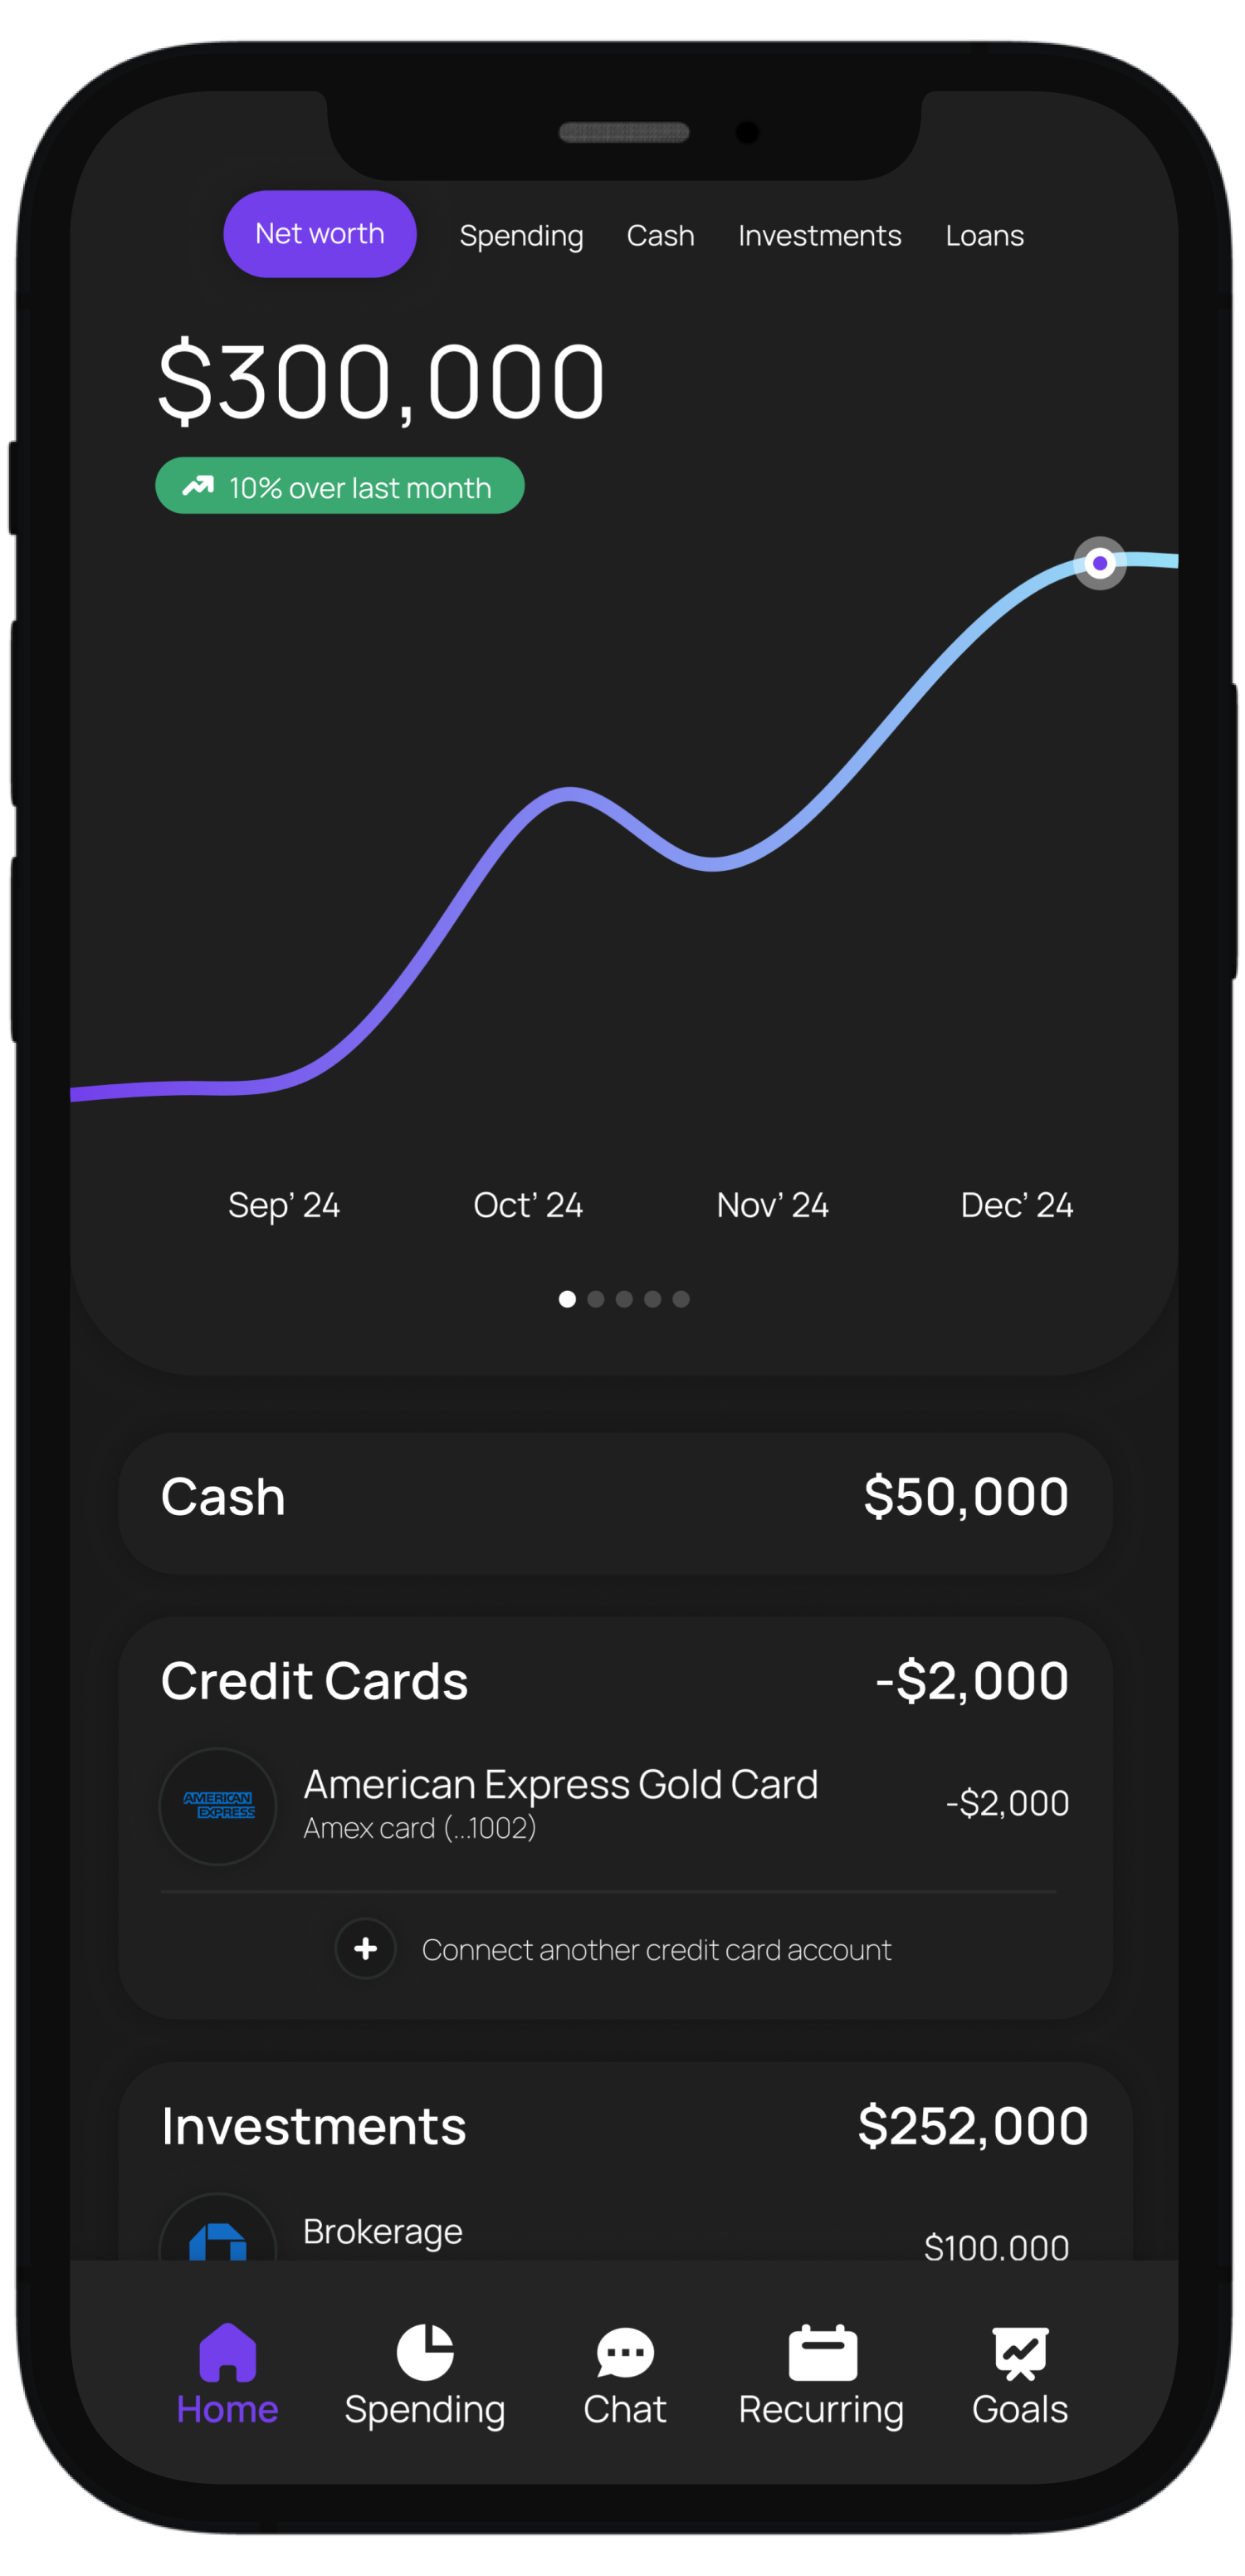 Net worth Spending Cash Investments Loans
$300,000
10% over last month
Sep’ 24 Oct’ 24 Nov’ 24 Dec’ 24
Cash $50,000
Credit Cards -$2,000
AMERICAN
EXPRESS
American Express Gold Card
Amex card (...1002)
-$2,000
Connect another credit card account
Investments $252,000
Brokerage
$100,000
Home Spending Chat Recurring Goals